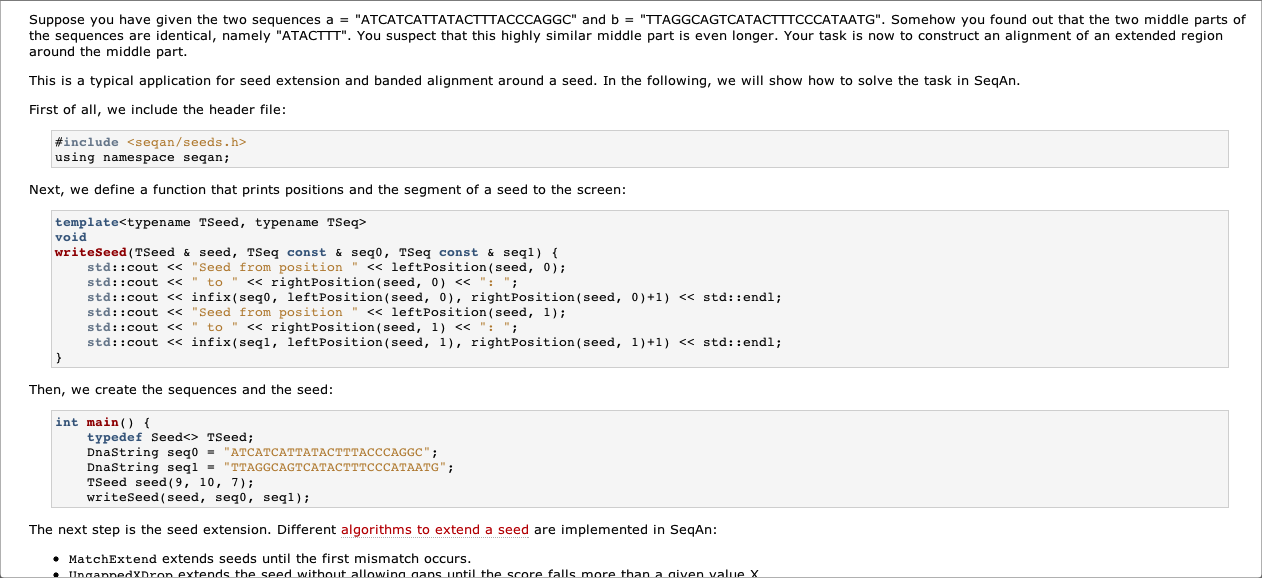 Suppose you have given the two sequences a = "ATCATCATTATACTTTACCCAGGC" and b = "TTAGGCAGTCATACTTTCCCATAATG". Somehow you found out that the two middle parts of
the sequences are identical, namely "ATACTTT". You suspect that this highly similar middle part is even longer. Your task is now to construct an alignment of an extended region
around the middle part.
This is a typical application for seed extension and banded alignment around a seed. In the following, we will show how to solve the task in SeqAn.
First of all, we include the header file:
#include <seqan/seeds.h>
using namespace seqan;
Next, we define a function that prints positions and the segment of a seed to the screen:
template<typename TSeed, typename TSeq>
void
writeSeed(TSeed & seed, TSeq const & seq0, TSeq const & seq1) {
    std::cout << "Seed from position " << leftPosition(seed, 0);
    std::cout << " to " << rightPosition(seed, 0) << ": ";
    std::cout << infix(seq0, leftPosition(seed, 0), rightPosition(seed, 0)+1) << std::endl;
    std::cout << "Seed from position " << leftPosition(seed, 1);
    std::cout << " to " << rightPosition(seed, 1) << ": ";
    std::cout << infix(seq1, leftPosition(seed, 1), rightPosition(seed, 1)+1) << std::endl;
}
Then, we create the sequences and the seed:
int main() {
    typedef Seed<> TSeed;
    DnaString seq0 = "ATCATCATTATACTTTACCCAGGC";
    DnaString seq1 = "TTAGGCAGTCATACTTTCCCATAATG";
    TSeed seed(9, 10, 7);
    writeSeed(seed, seq0, seq1);
The next step is the seed extension. Different algorithms to extend a seed are implemented in SeqAn:
• MatchExtend extends seeds until the first mismatch occurs.
• UngappedXDrop extends the seed without allowing gaps until the score falls more than a given value X